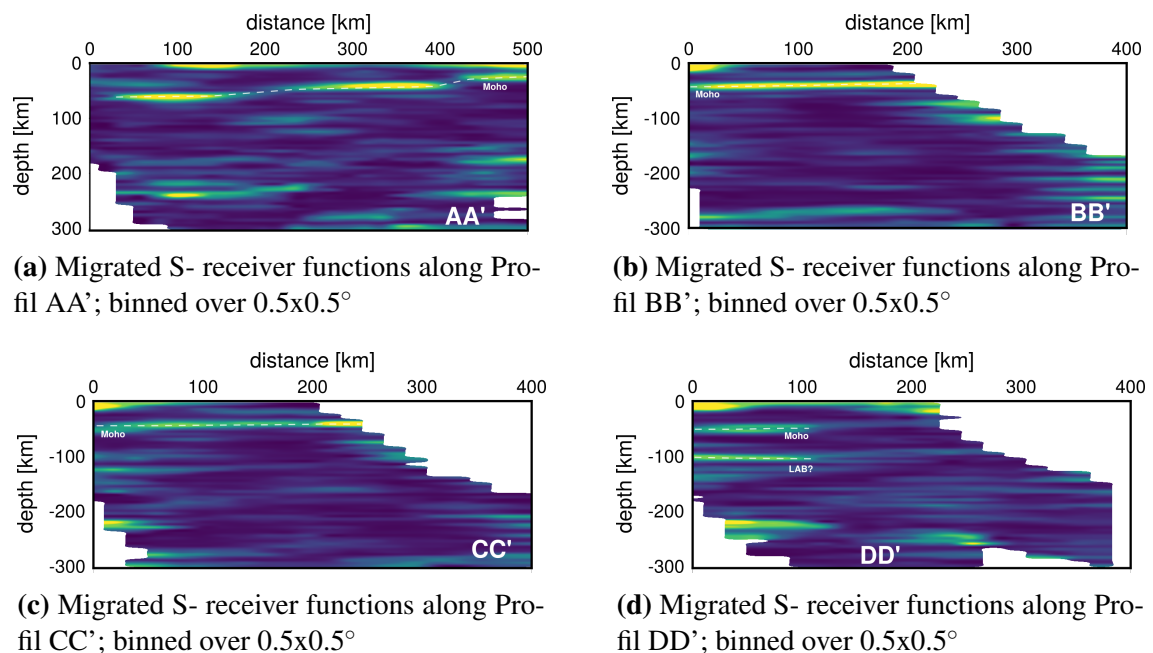 distance [km]
0 100 200 300 400 500
0
100
200
300
depth [km]
Moho
AA'
(a) Migrated S- receiver functions along Pro-
fil AA’; binned over 0.5x0.5°
distance [km]
0 100 200 300 400
0
-100
-200
-300
depth [km]
Moho
BB'
(b) Migrated S- receiver functions along Pro-
fil BB’; binned over 0.5x0.5°
distance [km]
0 100 200 300 400
0
-100
-200
-300
depth [km]
Moho
CC'
(c) Migrated S- receiver functions along Pro-
fil CC’; binned over 0.5x0.5°
distance [km]
0 100 200 300 400
0
-100
-200
-300
depth [km]
Moho
LAB?
DD'
(d) Migrated S- receiver functions along Pro-
fil DD’; binned over 0.5x0.5°